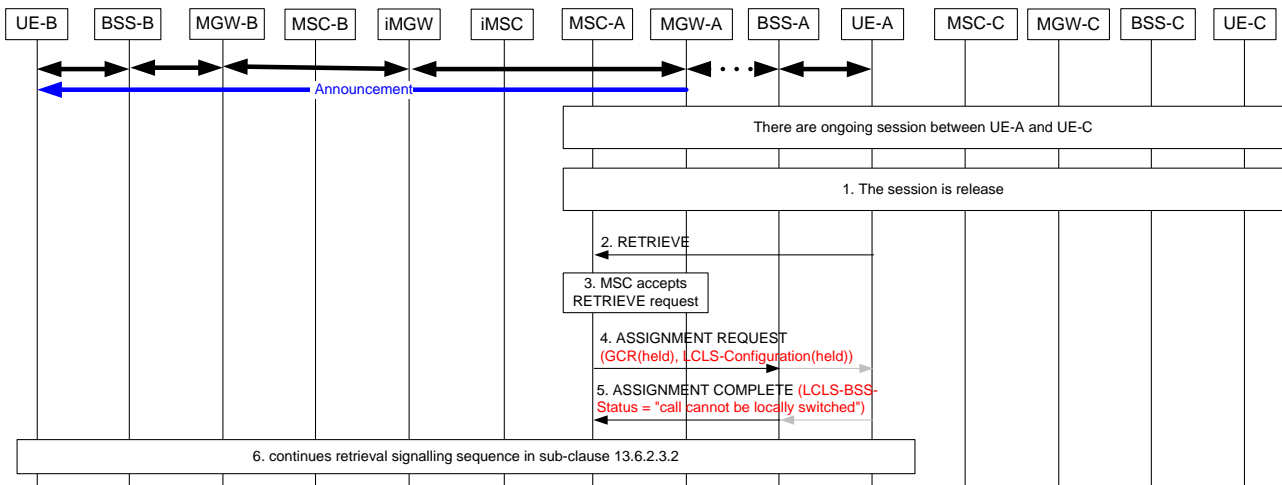 UE-B BSS-B MGW-B MSC-B iMGW iMSC MSC-A MGW-A BSS-A UE-A MSC-C MGW-C BSS-C UE-C
Announcement
There are ongoing session between UE-A and UE-C
1. The session is release
2. RETRIEVE
3. MSC accepts
RETRIEVE request
4. ASSIGNMENT REQUEST
(GCR(held), LCLS-Configuration(held))
5. ASSIGNMENT COMPLETE (LCLS-BSS-
Status = "call cannot be locally switched")
6. continues retrieval signalling sequence in sub-clause 13.6.2.3.2